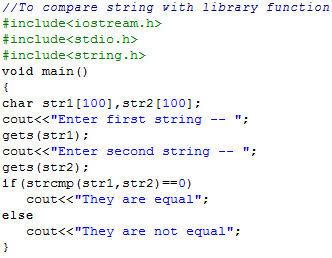 //To compare string with library function
#include<iostream.h>
#include<stdio.h>
#include<string.h>
void main()
{
char str1[100],str2[100];
cout<<"Enter first string -- ";
gets(str1);
cout<<"Enter second string -- ";
gets(str2);
if(strcmp(str1,str2)==0)
   cout<<"They are equal";
else
   cout<<"They are not equal";
}